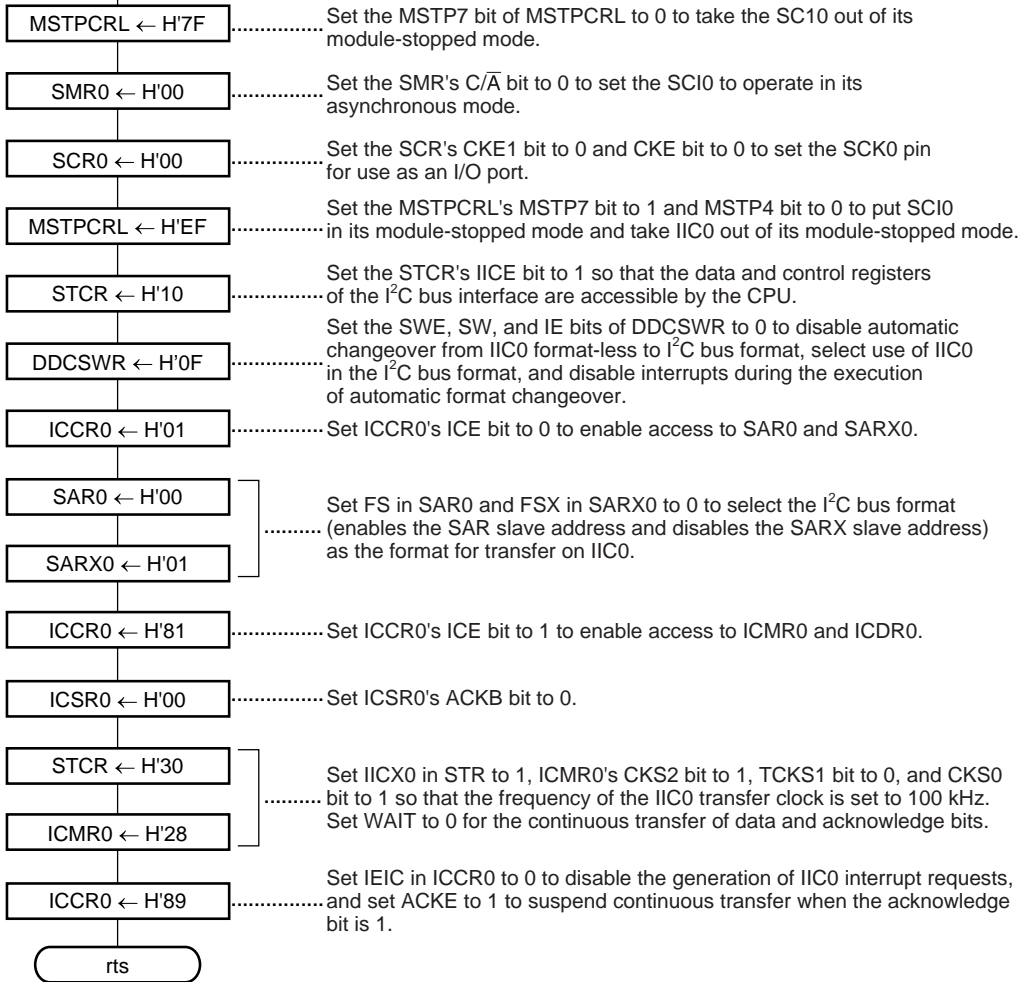 MSTPCRL ← H'7F
Set the MSTP7 bit of MSTPCRL to 0 to take the SC10 out of its
module-stopped mode.
SMR0 ← H'00
Set the SMR's C/A̅ bit to 0 to set the SCI0 to operate in its
asynchronous mode.
SCR0 ← H'00
Set the SCR's CKE1 bit to 0 and CKE bit to 0 to set the SCK0 pin
for use as an I/O port.
MSTPCRL ← H'EF
Set the MSTPCRL's MSTP7 bit to 1 and MSTP4 bit to 0 to put SCI0
in its module-stopped mode and take IIC0 out of its module-stopped mode.
STCR ← H'10
Set the STCR's IICE bit to 1 so that the data and control registers
of the I²C bus interface are accessible by the CPU.
DDCSWR ← H'0F
Set the SWE, SW, and IE bits of DDCSWR to 0 to disable automatic
changeover from IIC0 format-less to I²C bus format, select use of IIC0
in the I²C bus format, and disable interrupts during the execution
of automatic format changeover.
ICCR0 ← H'01
Set ICCR0's ICE bit to 0 to enable access to SAR0 and SARX0.
SAR0 ← H'00
SARX0 ← H'01
Set FS in SAR0 and FSX in SARX0 to 0 to select the I²C bus format
(enables the SAR slave address and disables the SARX slave address)
as the format for transfer on IIC0.
ICCR0 ← H'81
Set ICCR0's ICE bit to 1 to enable access to ICMR0 and ICDR0.
ICSR0 ← H'00
Set ICSR0's ACKB bit to 0.
STCR ← H'30
ICMR0 ← H'28
Set IICX0 in STR to 1, ICMR0's CKS2 bit to 1, TCKS1 bit to 0, and CKS0
bit to 1 so that the frequency of the IIC0 transfer clock is set to 100 kHz.
Set WAIT to 0 for the continuous transfer of data and acknowledge bits.
ICCR0 ← H'89
Set IEIC in ICCR0 to 0 to disable the generation of IIC0 interrupt requests,
and set ACKE to 1 to suspend continuous transfer when the acknowledge
bit is 1.
rts